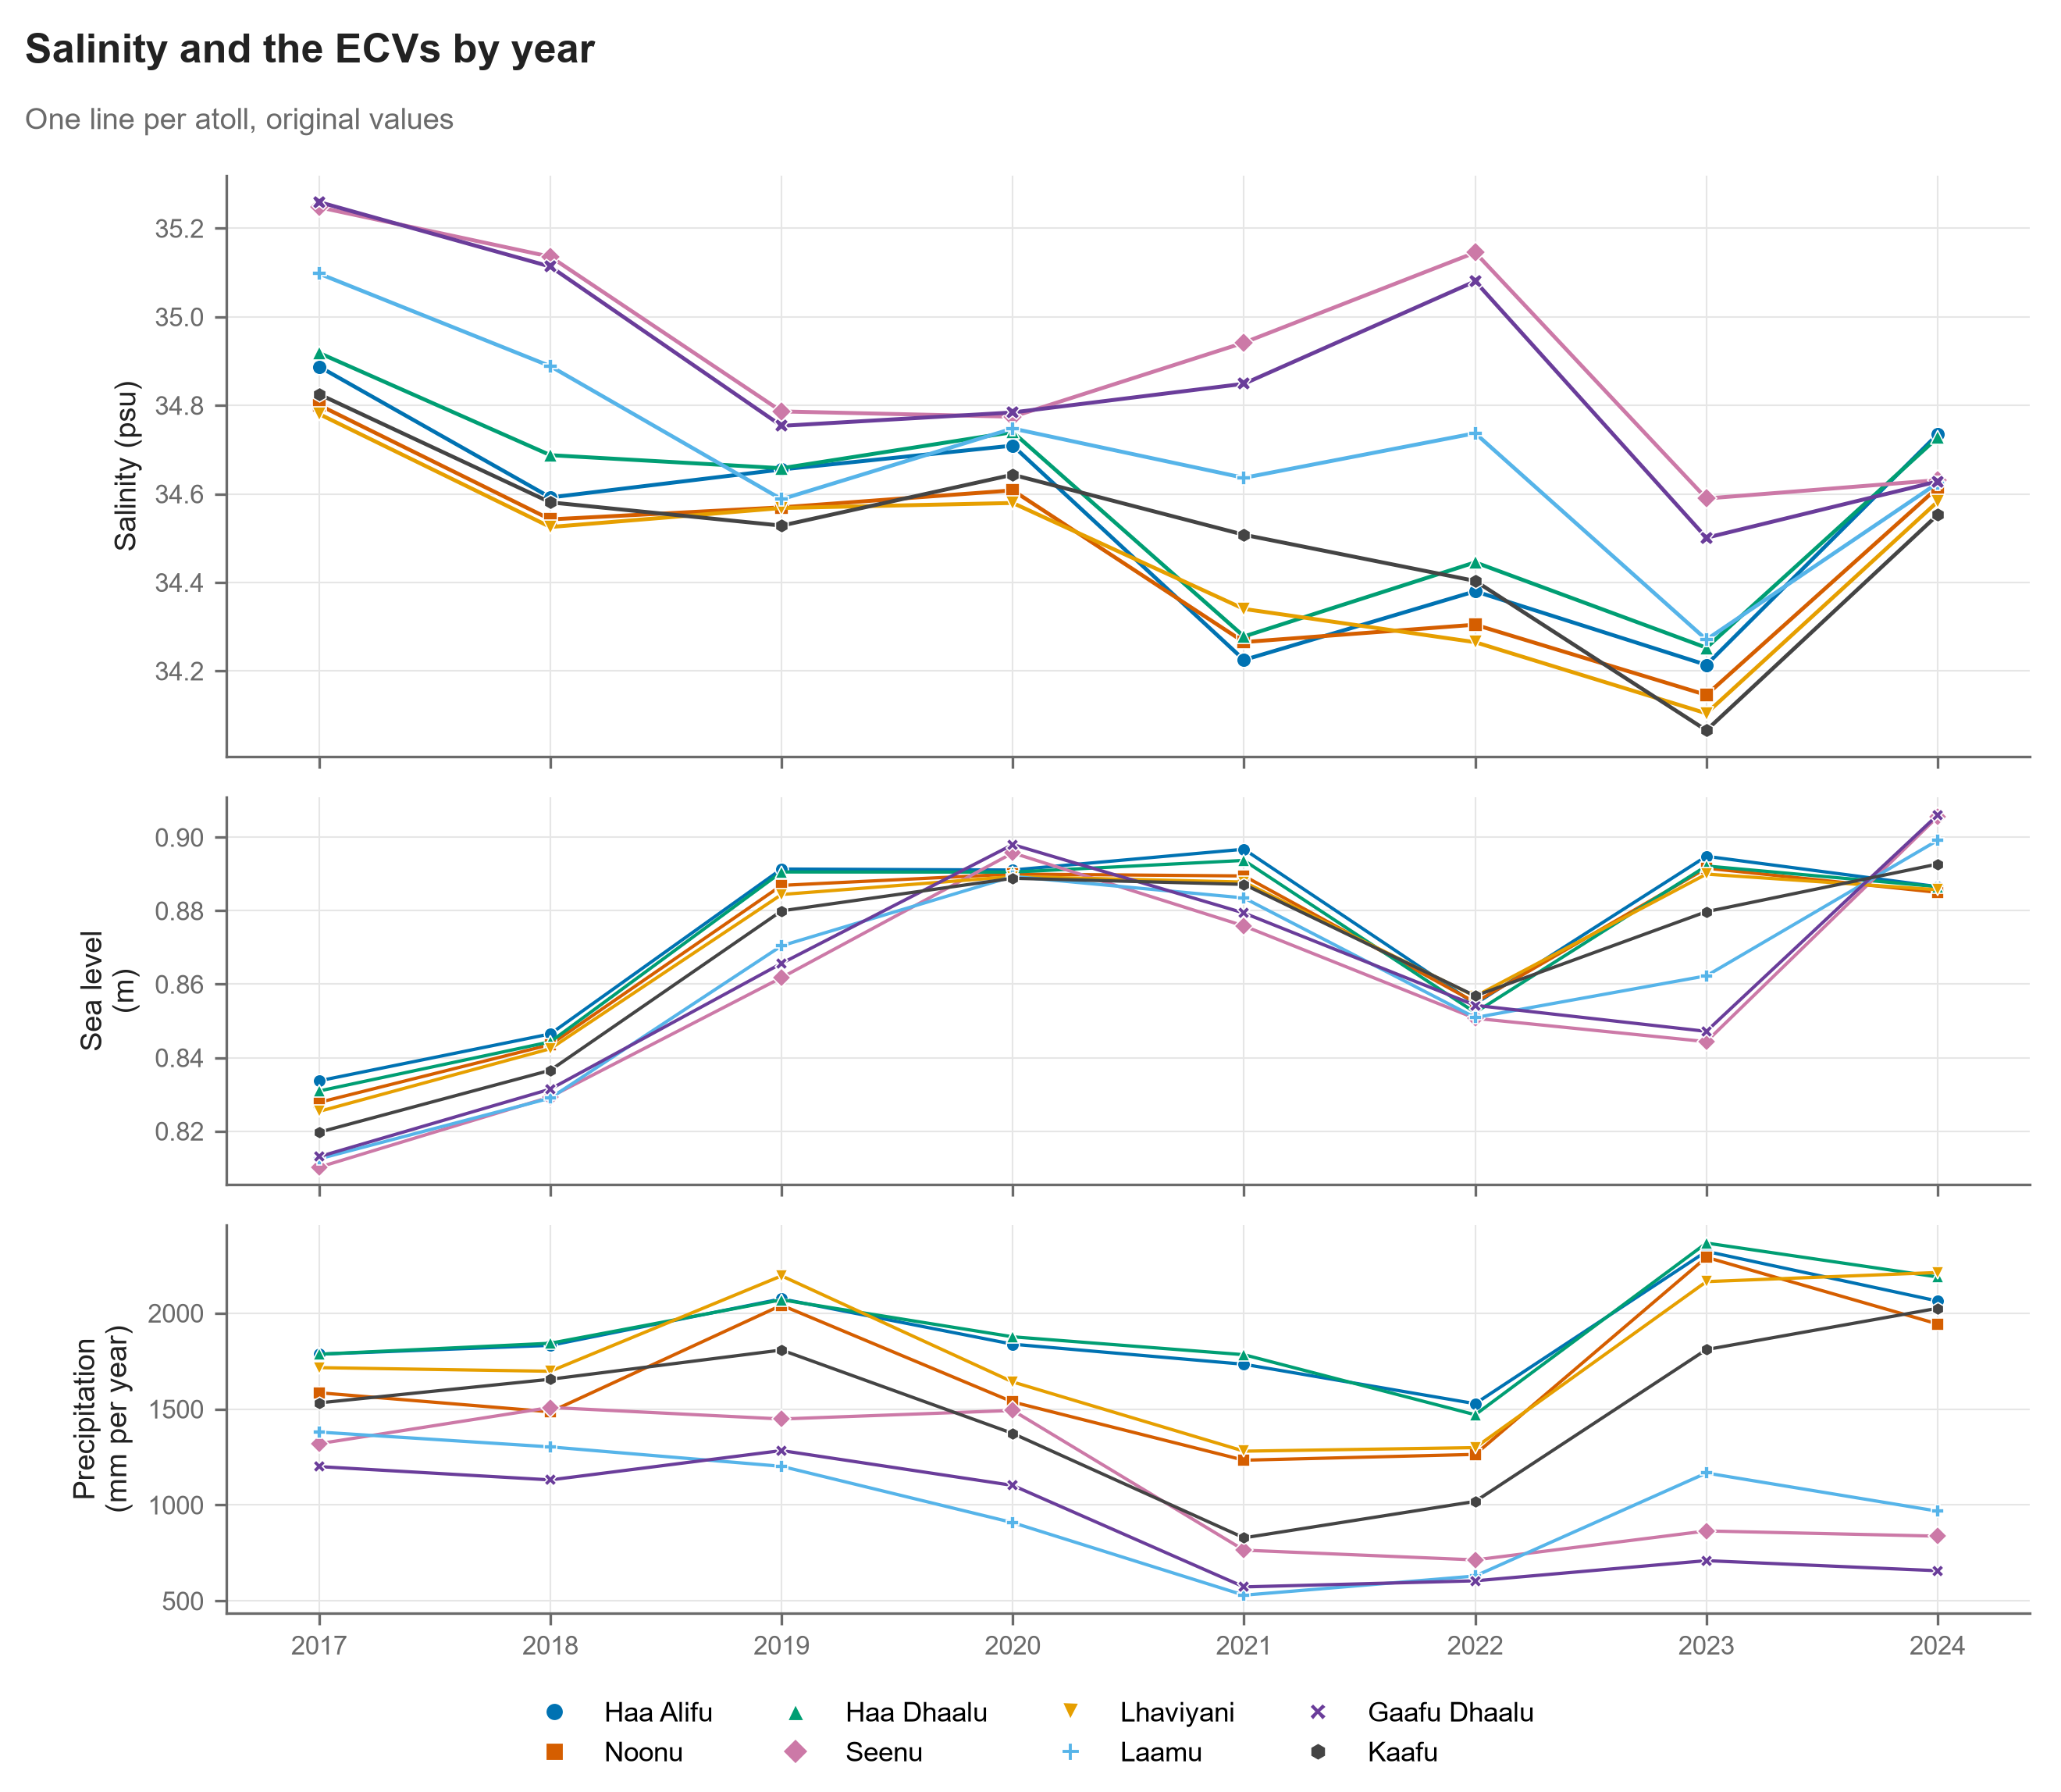 Salinity and the ECVs by year
One line per atoll, original values
Salinity (psu)
35.2
35.0
34.8
34.6
34.4
34.2
Sea level
(m)
0.90
0.88
0.86
0.84
0.82
Precipitation
(mm per year)
2000
1500
1000
500
2017 2018 2019 2020 2021 2022 2023 2024
Haa Alifu Haa Dhaalu Lhaviyani Gaafu Dhaalu
Noonu Seenu Laamu Kaafu